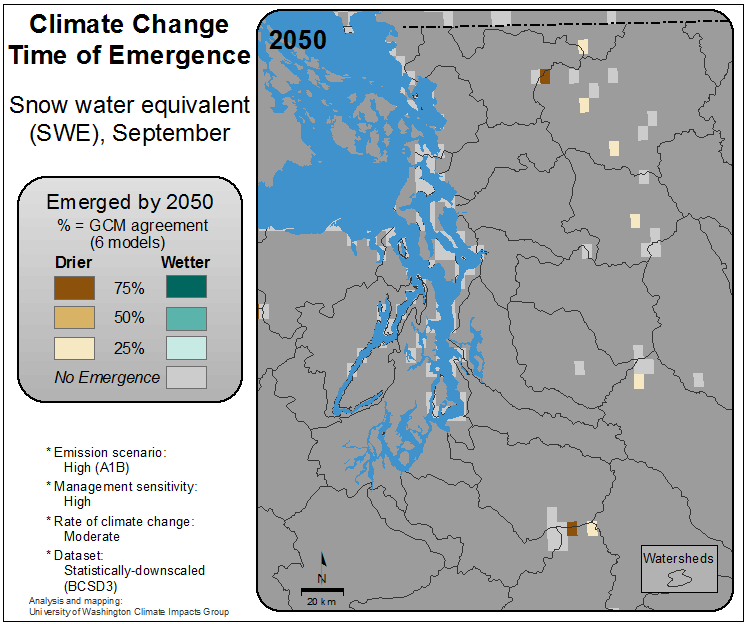 Climate Change
Time of Emergence
Snow water equivalent
(SWE), September
Emerged by 2050
% = GCM agreement
(6 models)
Drier
Wetter
75%
50%
25%
No Emergence
* Emission scenario:
High (A1B)
* Management sensitivity:
High
* Rate of climate change:
Moderate
* Dataset:
Statistically-downscaled
(BCSD3)
Analysis and mapping:
University of Washington Climate Impacts Group
2050
N
20 km
Watersheds